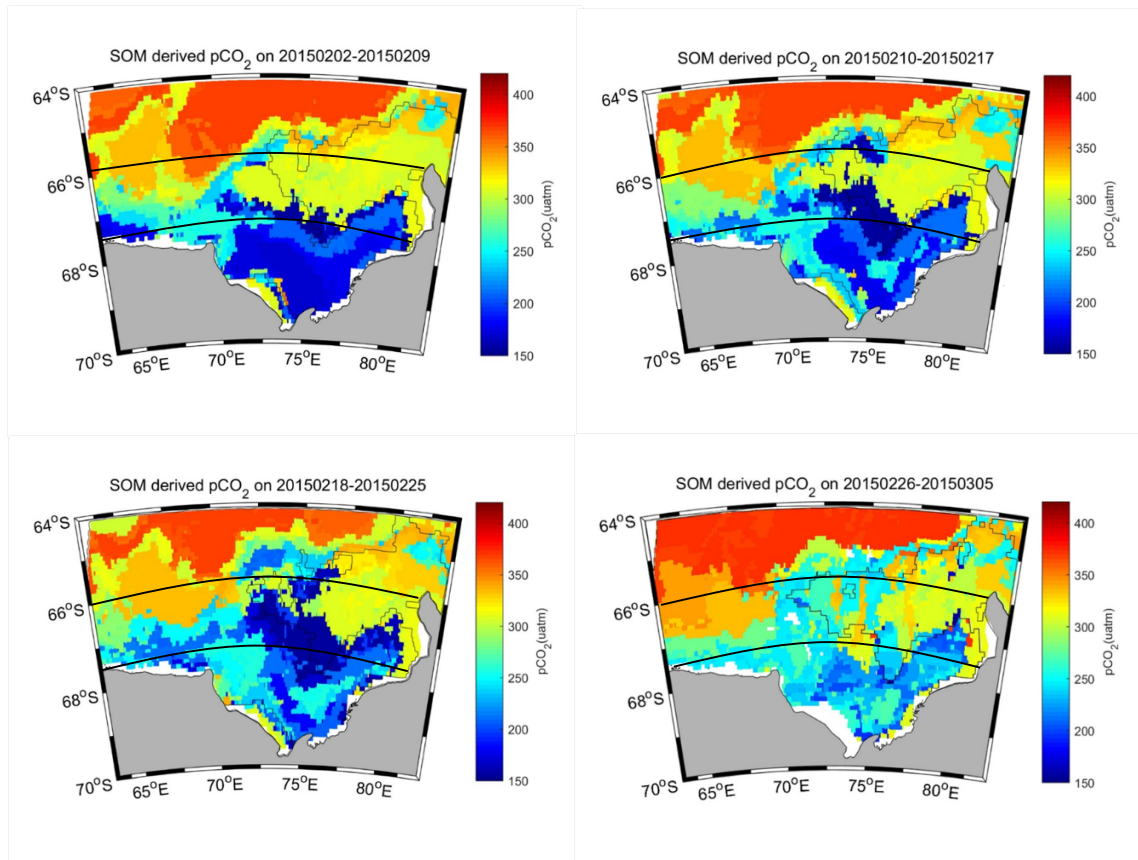 SOM derived pCO2 on 20150202-20150209
64°S
66°S
68°S
70°S
65°E
70°E
75°E
80°E
400
350
300
250
200
150
pCO2(uatm)
SOM derived pCO2 on 20150210-20150217
64°S
66°S
68°S
70°S
65°E
70°E
75°E
80°E
400
350
300
250
200
150
pCO2(uatm)
SOM derived pCO2 on 20150218-20150225
64°S
66°S
68°S
70°S
65°E
70°E
75°E
80°E
400
350
300
250
200
150
pCO2(uatm)
SOM derived pCO2 on 20150226-20150305
64°S
66°S
68°S
70°S
65°E
70°E
75°E
80°E
400
350
300
250
200
150
pCO2(uatm)